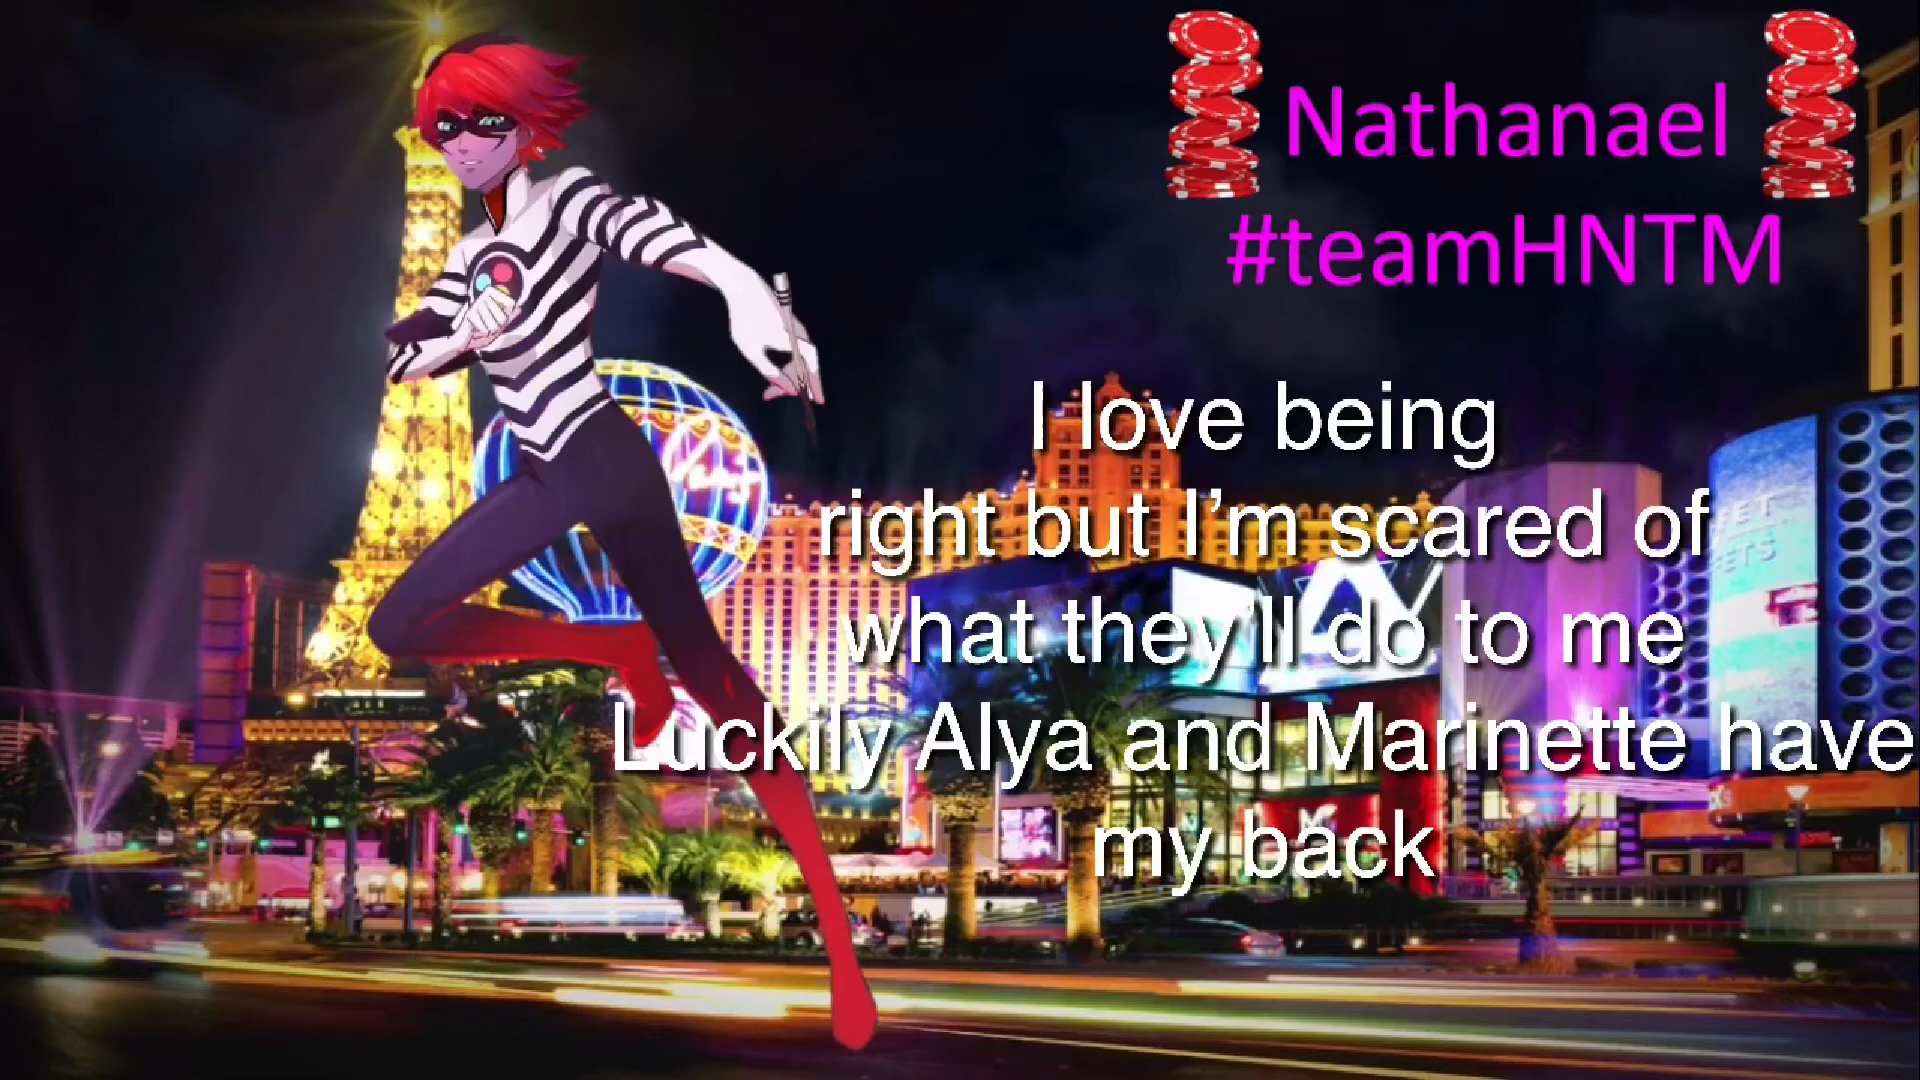 Nathanael
#teamHNTM
I love being
right but I'm scared of
what they'll do to me
Luckily Alya and Marinette have
my back
Paris